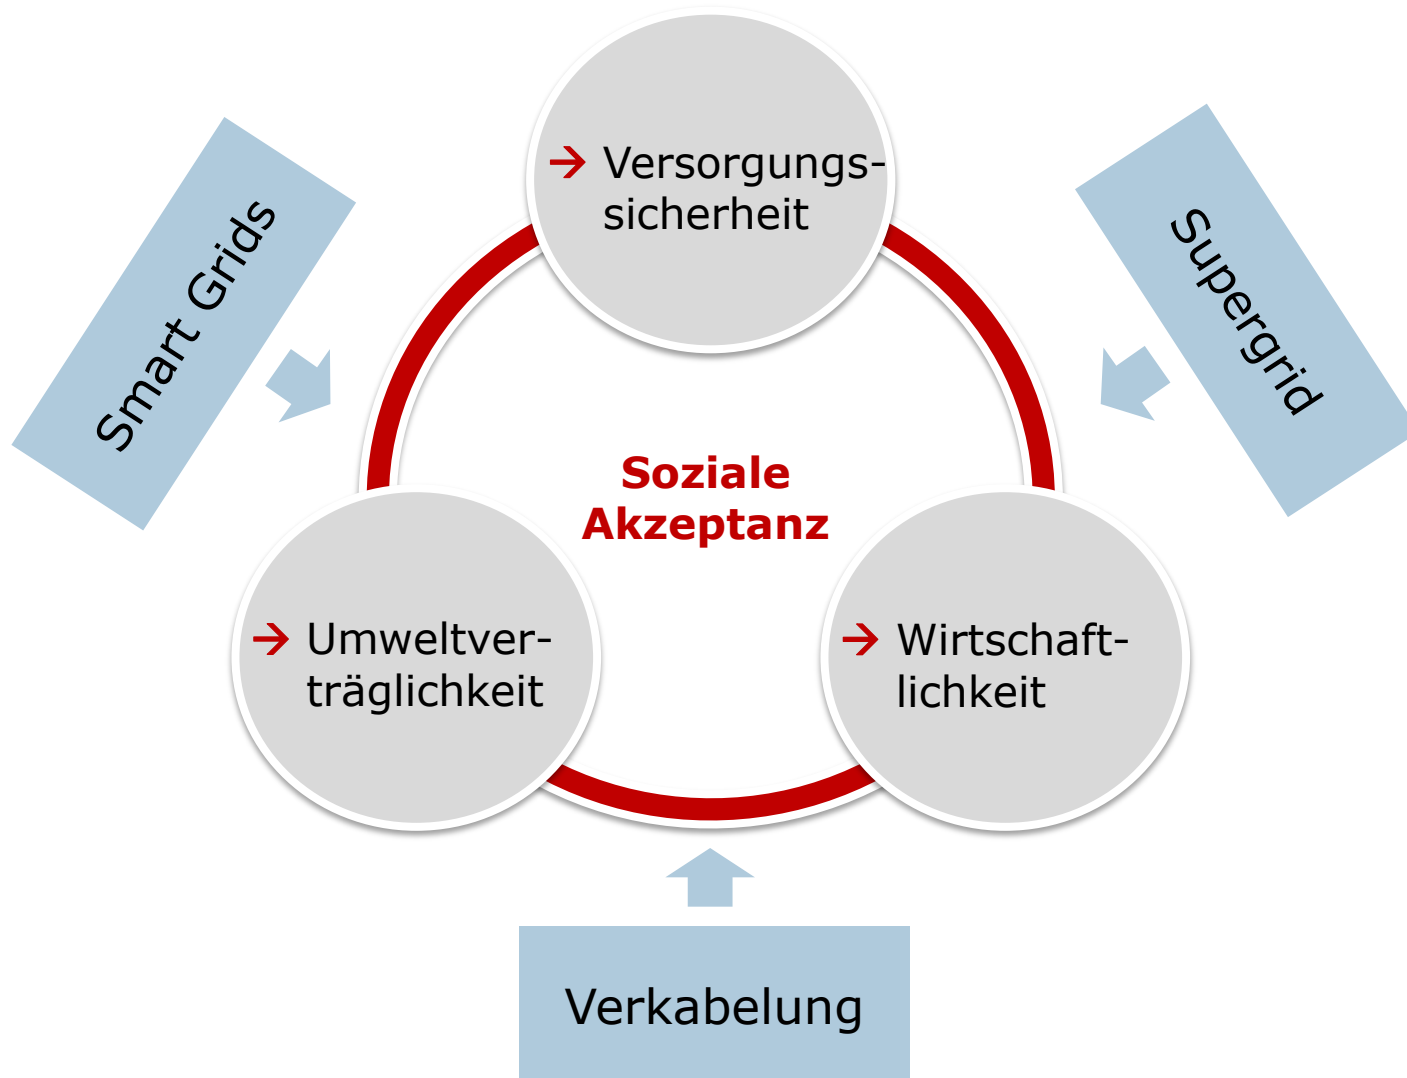 → Versorgungs-
sicherheit
Smart Grids
Supergrid
Soziale
Akzeptanz
→ Umweltver-
träglichkeit
→ Wirtschaft-
lichkeit
Verkabelung